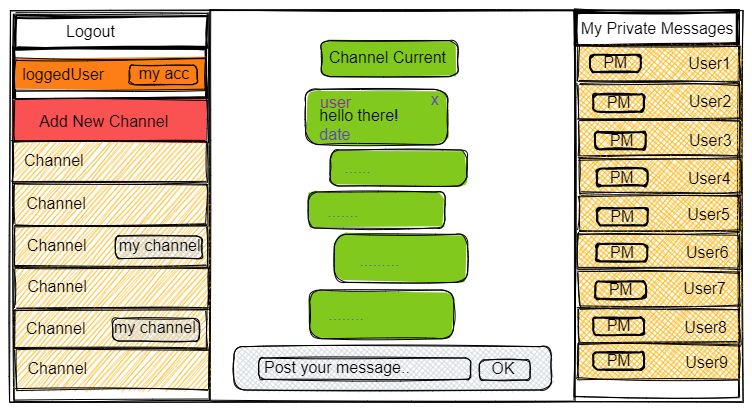 Logout
loggedUser my acc
Add New Channel
Channel
Channel
Channel my channel
Channel
Channel my channel
Channel
Channel Current
user x
hello there!
date
......
.......
.........
........
Post your message.. OK
My Private Messages
PM User1
PM User2
PM User3
PM User4
PM User5
PM User6
PM User7
PM User8
PM User9